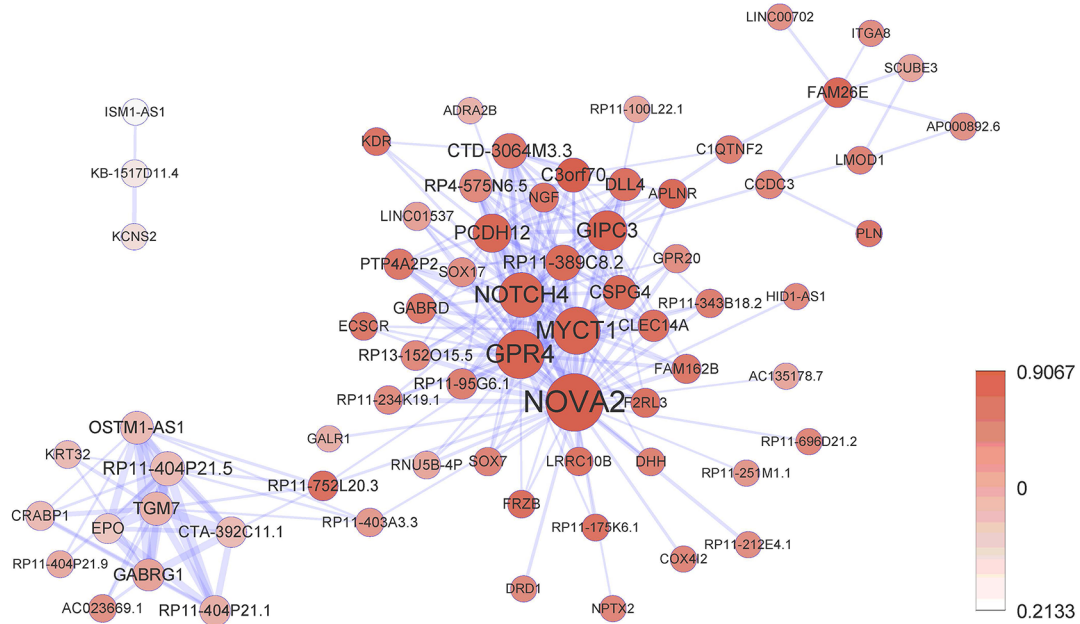 LINC00702
ITGA8
SCUBE3
FAM26E
ISM1-AS1
ADRA2B
RP11-100L22.1
AP000892.6
KDR
CTD-3064M3.3
C1QTNF2
LMOD1
KB-1517D11.4
C3orf70
RP4-575N6.5
DLL4
CCDC3
NGF
APLNR
LINC01537
KCNS2
PCDH12
GIPC3
PLN
PTP4A2P2
SOX17
RP11-389C8.2
GPR20
NOTCH4
CSPG4
HID1-AS1
GABRD
RP11-343B18.2
ECSCR
MYCT1
CLEC14A
RP13-152O15.5
GPR4
FAM162B
0.9067
RP11-95G6.1
AC135178.7
RP11-234K19.1
NOVA2
F2RL3
OSTM1-AS1
GALR1
RP11-696D21.2
KRT32
RP11-404P21.5
RNU5B-4P
SOX7
LRRC10B
DHH
RP11-251M1.1
RP11-752L20.3
0
TGM7
CRABP1
EPO
CTA-392C11.1
RP11-403A3.3
FRZB
RP11-175K6.1
RP11-212E4.1
RP11-404P21.9
GABRG1
COX4I2
DRD1
AC023669.1
RP11-404P21.1
NPTX2
0.2133